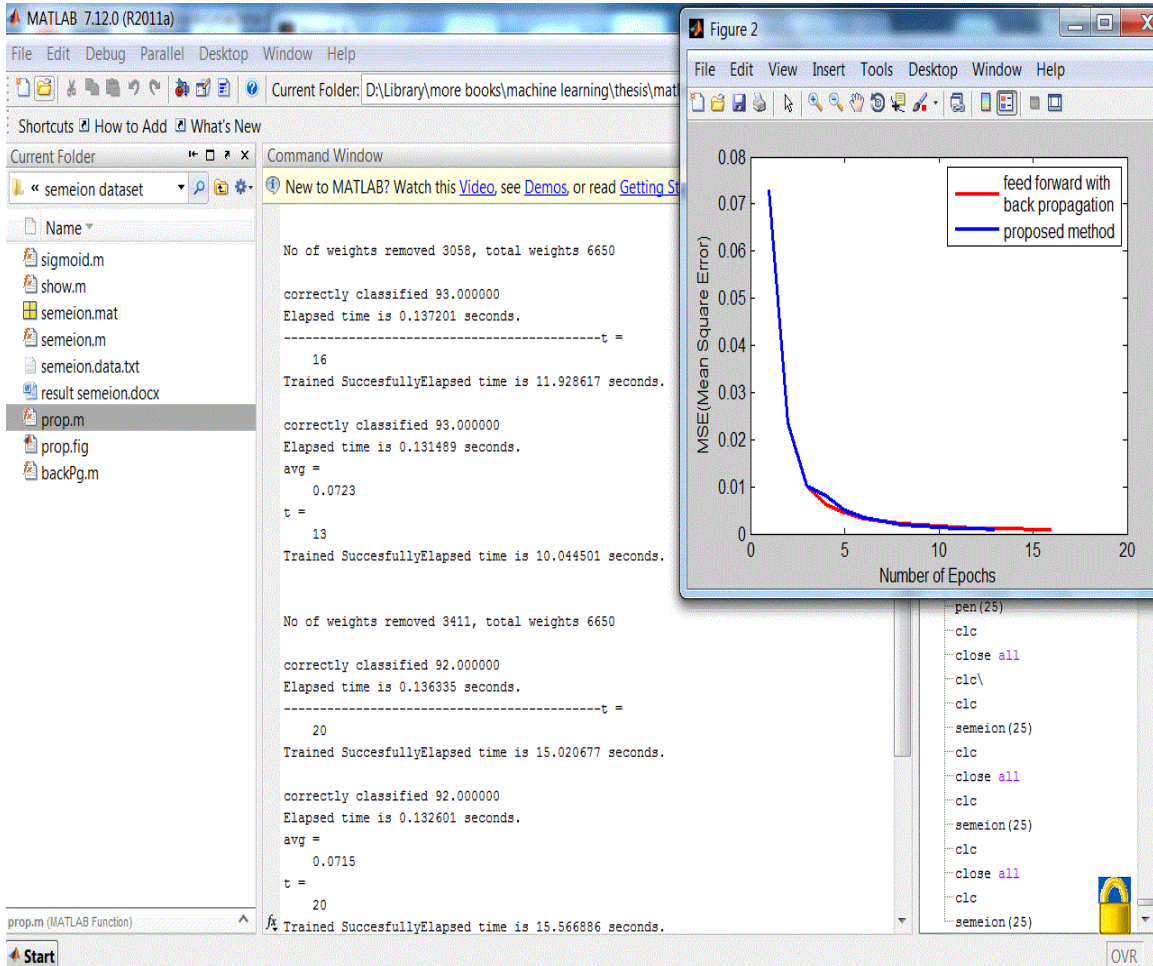 MATLAB 7.12.0 (R2011a)
File Edit Debug Parallel Desktop Window Help
Current Folder: D:\Library\more books\machine learning\thesis\matl
Shortcuts How to Add What's New
Current Folder
« semeion dataset
Name
sigmoid.m
show.m
semeion.mat
semeion.m
semeion.data.txt
result semeion.docx
prop.m
prop.fig
backPg.m
prop.m (MATLAB Function)
Start
Command Window
New to MATLAB? Watch this Video, see Demos, or read Getting St
No of weights removed 3058, total weights 6650
correctly classified 93.000000
Elapsed time is 0.137201 seconds.
--------------------------------------------t =
16
Trained SuccesfullyElapsed time is 11.928617 seconds.
correctly classified 93.000000
Elapsed time is 0.131489 seconds.
avg =
0.0723
t =
13
Trained SuccesfullyElapsed time is 10.044501 seconds.
No of weights removed 3411, total weights 6650
correctly classified 92.000000
Elapsed time is 0.136335 seconds.
--------------------------------------------t =
20
Trained SuccesfullyElapsed time is 15.020677 seconds.
correctly classified 92.000000
Elapsed time is 0.132601 seconds.
avg =
0.0715
t =
20
fx Trained SuccesfullyElapsed time is 15.566886 seconds.
Figure 2
File Edit View Insert Tools Desktop Window Help
feed forward with
back propagation
proposed method
MSE(Mean Square Error)
0.08
0.07
0.06
0.05
0.04
0.03
0.02
0.01
0
0 5 10 15 20
Number of Epochs
pen(25)
clc
close all
clc\
clc
semeion(25)
clc
close all
clc
semeion(25)
clc
close all
clc
semeion(25)
OVR